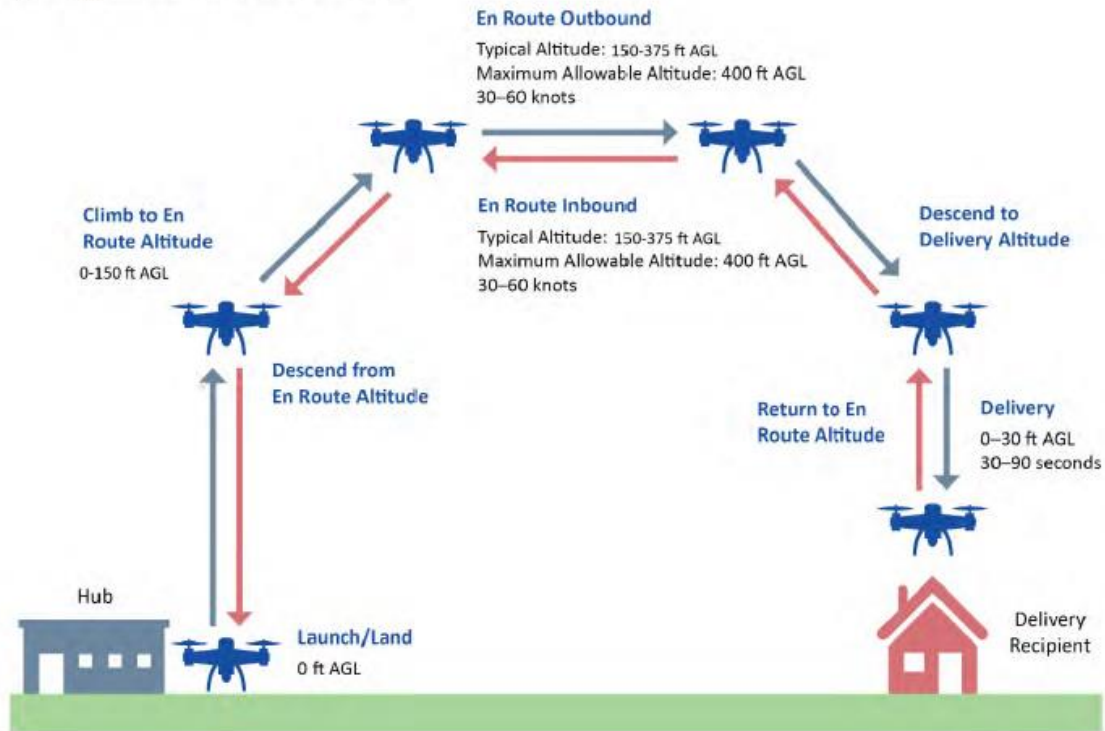 En Route Outbound
Typical Altitude: 150-375 ft AGL
Maximum Allowable Altitude: 400 ft AGL
30–60 knots
En Route Inbound
Typical Altitude: 150-375 ft AGL
Maximum Allowable Altitude: 400 ft AGL
30–60 knots
Climb to En
Route Altitude
0-150 ft AGL
Descend to
Delivery Altitude
Descend from
En Route Altitude
Return to En
Route Altitude
Delivery
0–30 ft AGL
30–90 seconds
Hub
Launch/Land
0 ft AGL
Delivery
Recipient